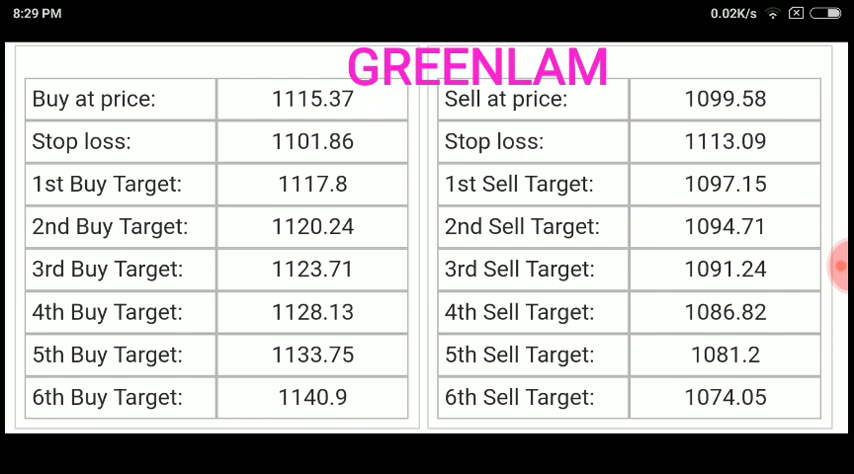 8:29 PM 0.02K/s
GREENLAM
Buy at price: 1115.37 Sell at price: 1099.58
Stop loss: 1101.86 Stop loss: 1113.09
1st Buy Target: 1117.8 1st Sell Target: 1097.15
2nd Buy Target: 1120.24 2nd Sell Target: 1094.71
3rd Buy Target: 1123.71 3rd Sell Target: 1091.24
4th Buy Target: 1128.13 4th Sell Target: 1086.82
5th Buy Target: 1133.75 5th Sell Target: 1081.2
6th Buy Target: 1140.9 6th Sell Target: 1074.05